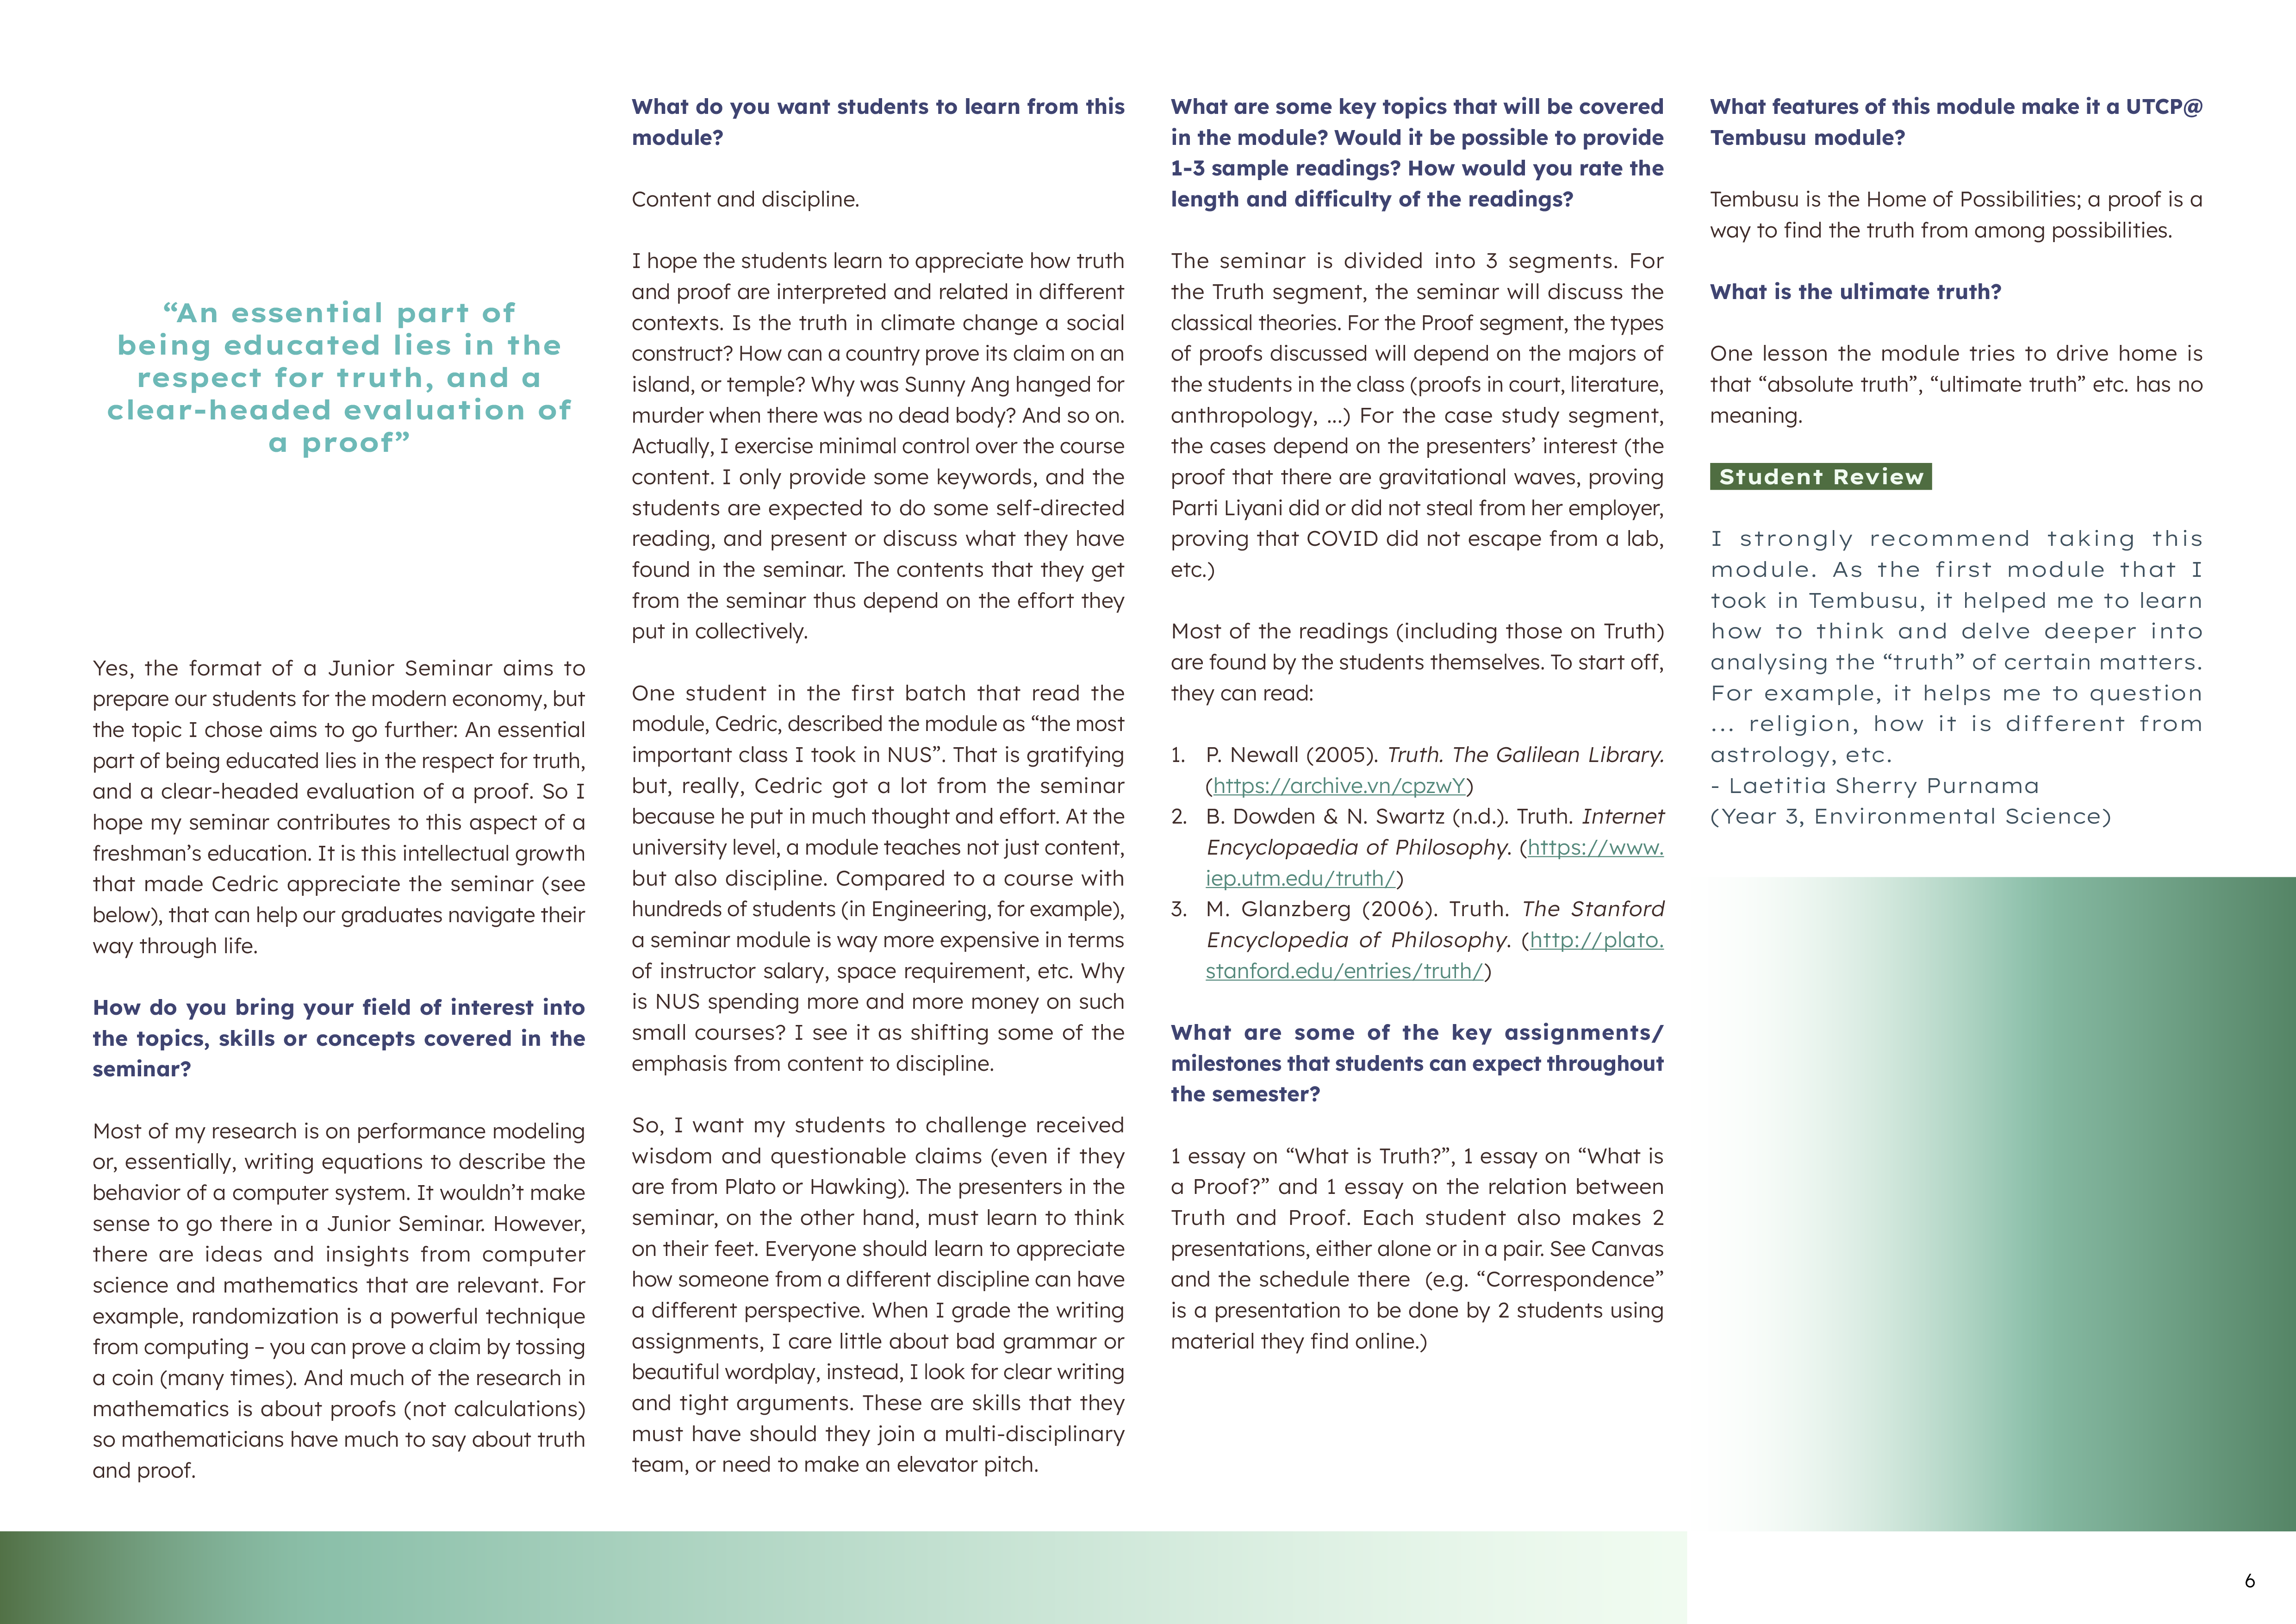 “An essential part of
being educated lies in the
respect for truth, and a
clear-headed evaluation of
a proof”
Yes, the format of a Junior Seminar aims to
prepare our students for the modern economy, but
the topic I chose aims to go further: An essential
part of being educated lies in the respect for truth,
and a clear-headed evaluation of a proof. So I
hope my seminar contributes to this aspect of a
freshman’s education. It is this intellectual growth
that made Cedric appreciate the seminar (see
below), that can help our graduates navigate their
way through life.
How do you bring your field of interest into
the topics, skills or concepts covered in the
seminar?
Most of my research is on performance modeling
or, essentially, writing equations to describe the
behavior of a computer system. It wouldn’t make
sense to go there in a Junior Seminar. However,
there are ideas and insights from computer
science and mathematics that are relevant. For
example, randomization is a powerful technique
from computing – you can prove a claim by tossing
a coin (many times). And much of the research in
mathematics is about proofs (not calculations)
so mathematicians have much to say about truth
and proof.
What do you want students to learn from this
module?
Content and discipline.
I hope the students learn to appreciate how truth
and proof are interpreted and related in different
contexts. Is the truth in climate change a social
construct? How can a country prove its claim on an
island, or temple? Why was Sunny Ang hanged for
murder when there was no dead body? And so on.
Actually, I exercise minimal control over the course
content. I only provide some keywords, and the
students are expected to do some self-directed
reading, and present or discuss what they have
found in the seminar. The contents that they get
from the seminar thus depend on the effort they
put in collectively.
One student in the first batch that read the
module, Cedric, described the module as “the most
important class I took in NUS”. That is gratifying
but, really, Cedric got a lot from the seminar
because he put in much thought and effort. At the
university level, a module teaches not just content,
but also discipline. Compared to a course with
hundreds of students (in Engineering, for example),
a seminar module is way more expensive in terms
of instructor salary, space requirement, etc. Why
is NUS spending more and more money on such
small courses? I see it as shifting some of the
emphasis from content to discipline.
So, I want my students to challenge received
wisdom and questionable claims (even if they
are from Plato or Hawking). The presenters in the
seminar, on the other hand, must learn to think
on their feet. Everyone should learn to appreciate
how someone from a different discipline can have
a different perspective. When I grade the writing
assignments, I care little about bad grammar or
beautiful wordplay, instead, I look for clear writing
and tight arguments. These are skills that they
must have should they join a multi-disciplinary
team, or need to make an elevator pitch.
What are some key topics that will be covered
in the module? Would it be possible to provide
1-3 sample readings? How would you rate the
length and difficulty of the readings?
The seminar is divided into 3 segments. For
the Truth segment, the seminar will discuss the
classical theories. For the Proof segment, the types
of proofs discussed will depend on the majors of
the students in the class (proofs in court, literature,
anthropology, ...) For the case study segment,
the cases depend on the presenters’ interest (the
proof that there are gravitational waves, proving
Parti Liyani did or did not steal from her employer,
proving that COVID did not escape from a lab,
etc.)
Most of the readings (including those on Truth)
are found by the students themselves. To start off,
they can read:
1. P. Newall (2005). Truth. The Galilean Library.
(https://archive.vn/cpzwY)
2. B. Dowden & N. Swartz (n.d.). Truth. Internet
Encyclopaedia of Philosophy. (https://www.
iep.utm.edu/truth/)
3. M. Glanzberg (2006). Truth. The Stanford
Encyclopedia of Philosophy. (http://plato.
stanford.edu/entries/truth/)
What are some of the key assignments/
milestones that students can expect throughout
the semester?
1 essay on “What is Truth?”, 1 essay on “What is
a Proof?” and 1 essay on the relation between
Truth and Proof. Each student also makes 2
presentations, either alone or in a pair. See Canvas
and the schedule there (e.g. “Correspondence”
is a presentation to be done by 2 students using
material they find online.)
What features of this module make it a UTCP@
Tembusu module?
Tembusu is the Home of Possibilities; a proof is a
way to find the truth from among possibilities.
What is the ultimate truth?
One lesson the module tries to drive home is
that “absolute truth”, “ultimate truth” etc. has no
meaning.
Student Review
I strongly recommend taking this
module. As the first module that I
took in Tembusu, it helped me to learn
how to think and delve deeper into
analysing the “truth” of certain matters.
For example, it helps me to question
... religion, how it is different from
astrology, etc.
- Laetitia Sherry Purnama
(Year 3, Environmental Science)
6